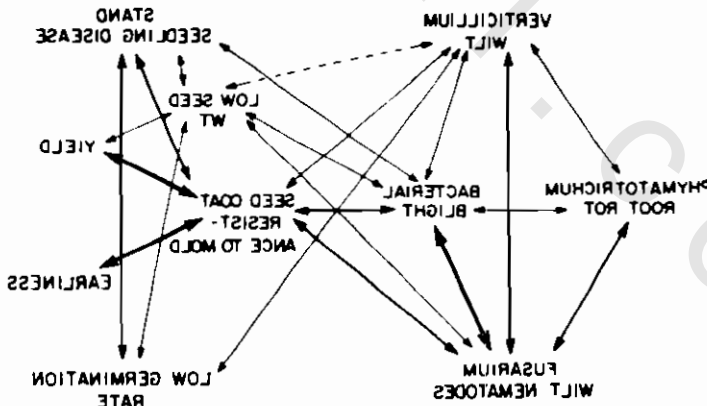 STAND
SEEDLING DISEASE
VERTICILLIUM
WILT
LOW SEED
WT
YIELD
SEED COAT
RESIST-
ANCE TO MOLD
BACTERIAL
BLIGHT
PHYMATOTRICHUM
ROOT ROT
EARLINESS
LOW GERMINATION
RATE
FUSARIUM
WILT NEMATODES